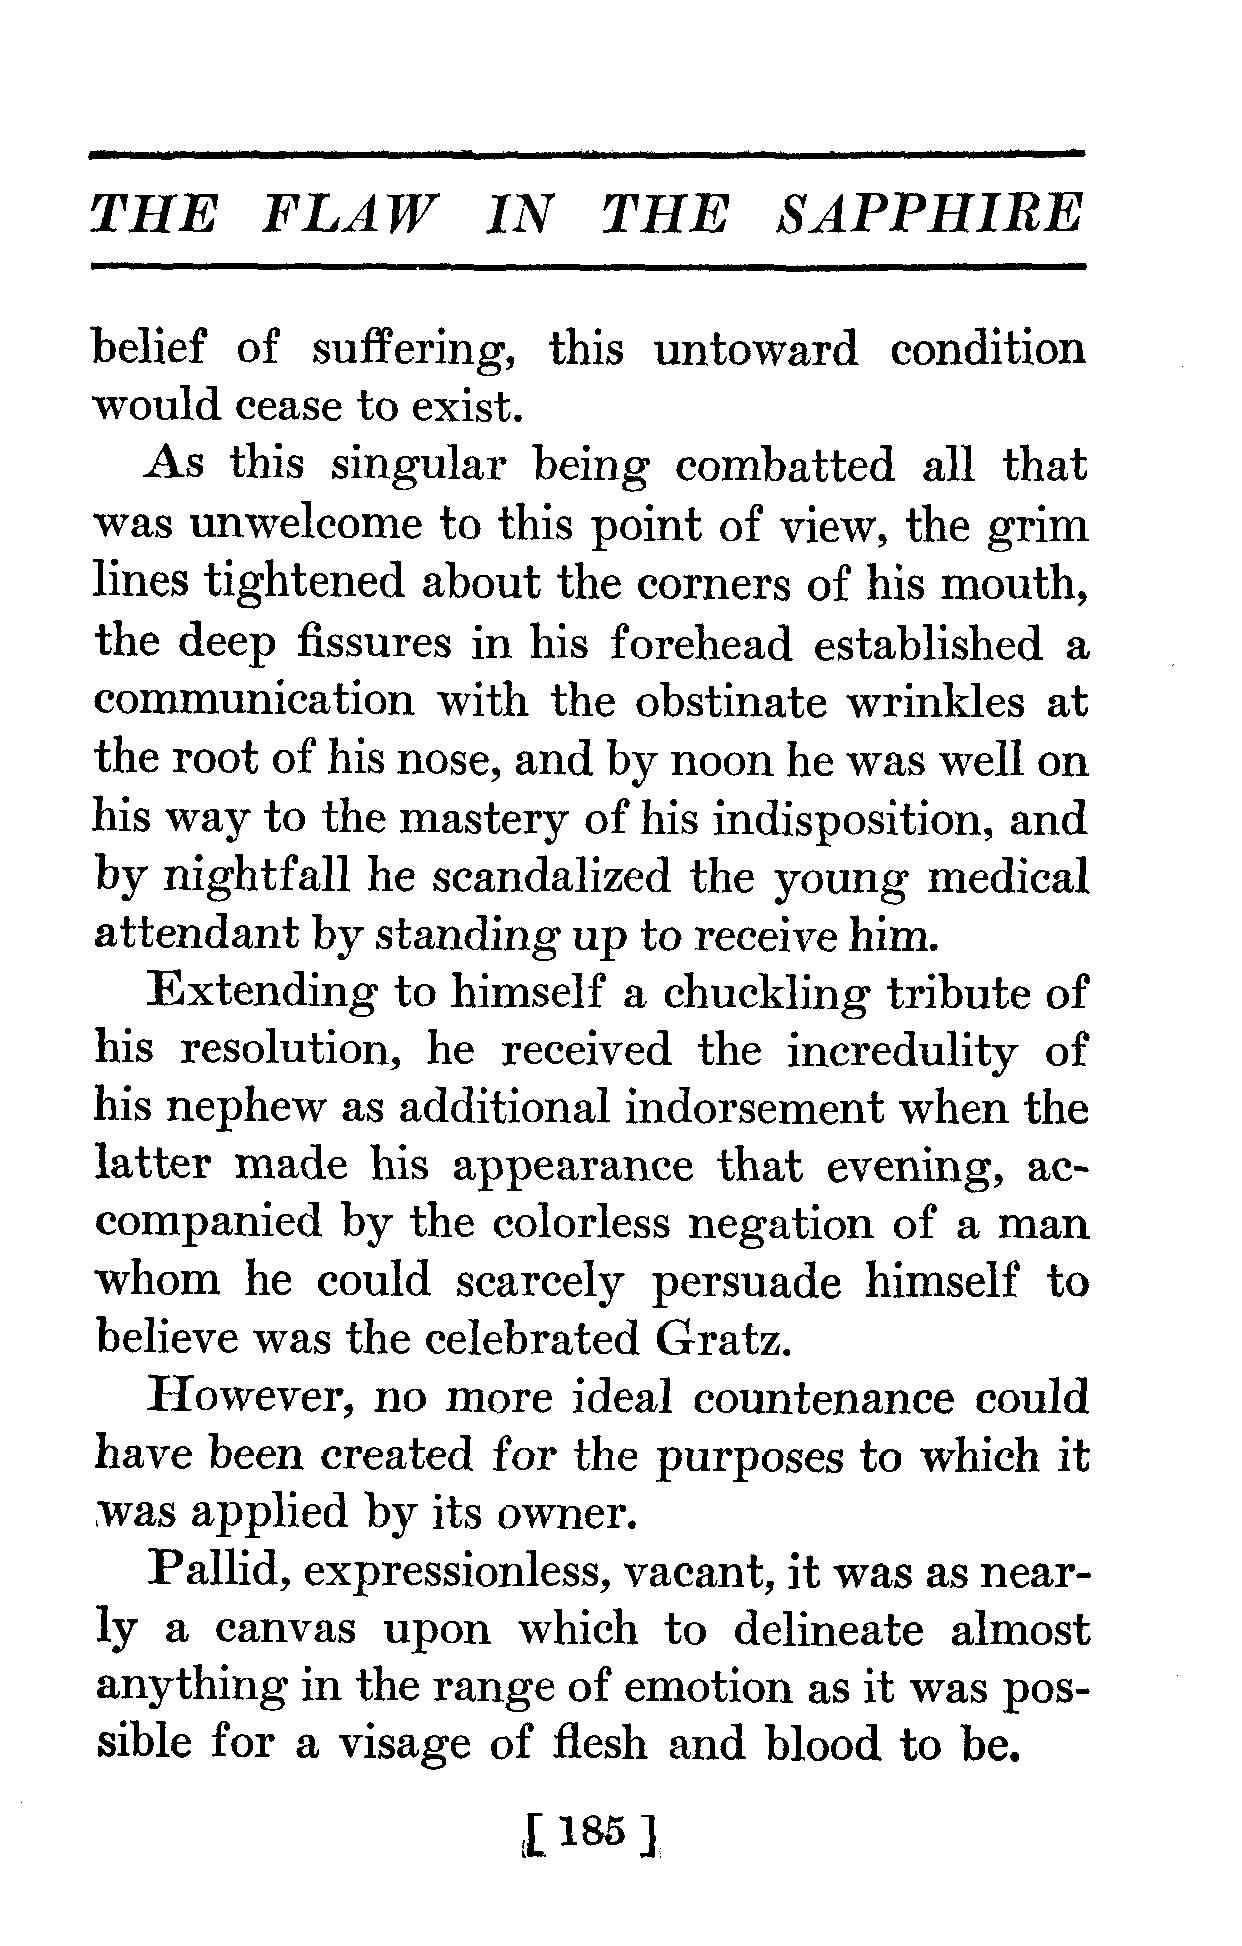 THE FLAW IN THE SAPPHIRE
belief of suffering, this untoward condition
would cease to exist.
As this singular being combatted all that
was unwelcome to this point of view, the grim
lines tightened about the corners of his mouth,
the deep fissures in his forehead established a
communication with the obstinate wrinkles at
the root of his nose, and by noon he was well on
his way to the mastery of his indisposition, and
by nightfall he scandalized the young medical
attendant by standing up to receive him.
Extending to himself a chuckling tribute of
his resolution, he received the incredulity of
his nephew as additional indorsement when the
latter made his appearance that evening, ac-
companied by the colorless negation of a man
whom he could scarcely persuade himself to
believe was the celebrated Gratz.
However, no more ideal countenance could
have been created for the purposes to which it
was applied by its owner.
Pallid, expressionless, vacant, it was as near-
ly a canvas upon which to delineate almost
anything in the range of emotion as it was pos-
sible for a visage of flesh and blood to be.
[ 185 ]